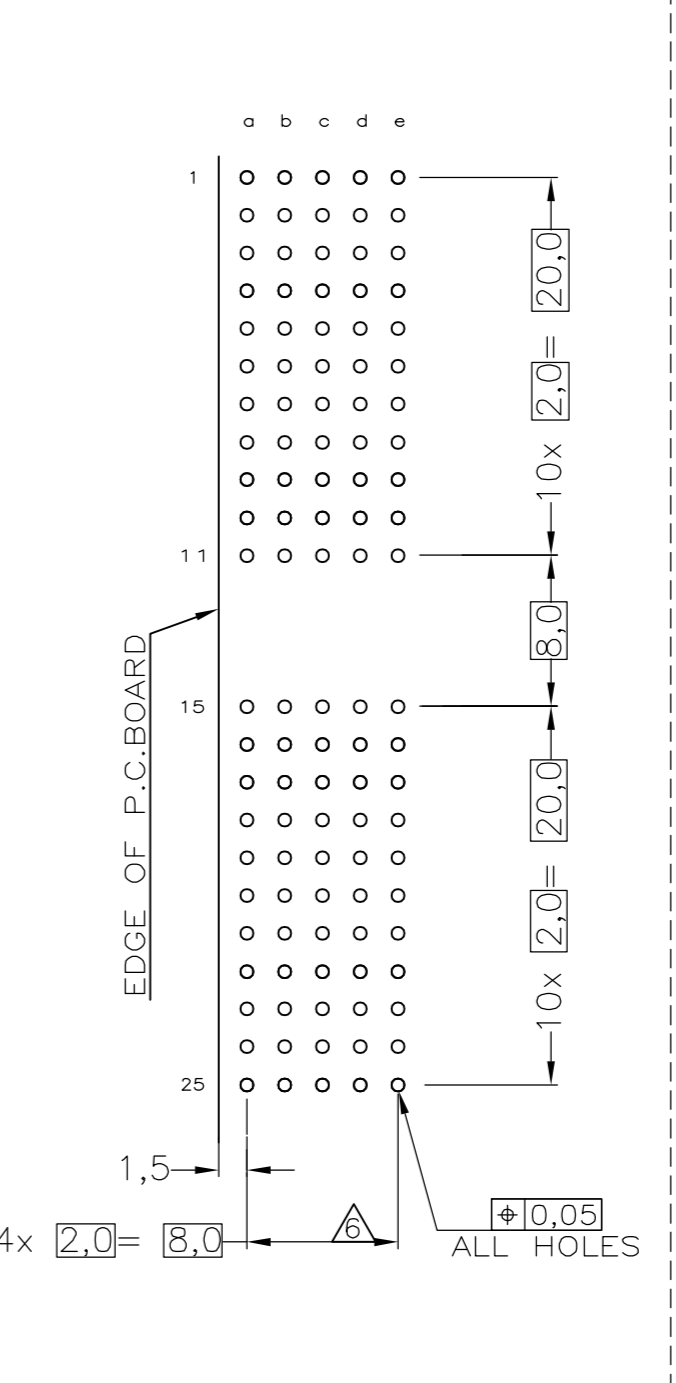 a b c d e
1
20,0
10x 2,0=
11
8,0
EDGE OF P.C.BOARD
15
20,0
10x 2,0=
25
1,5
4x 2,0= 8,0
6
⌖ 0,05
ALL HOLES